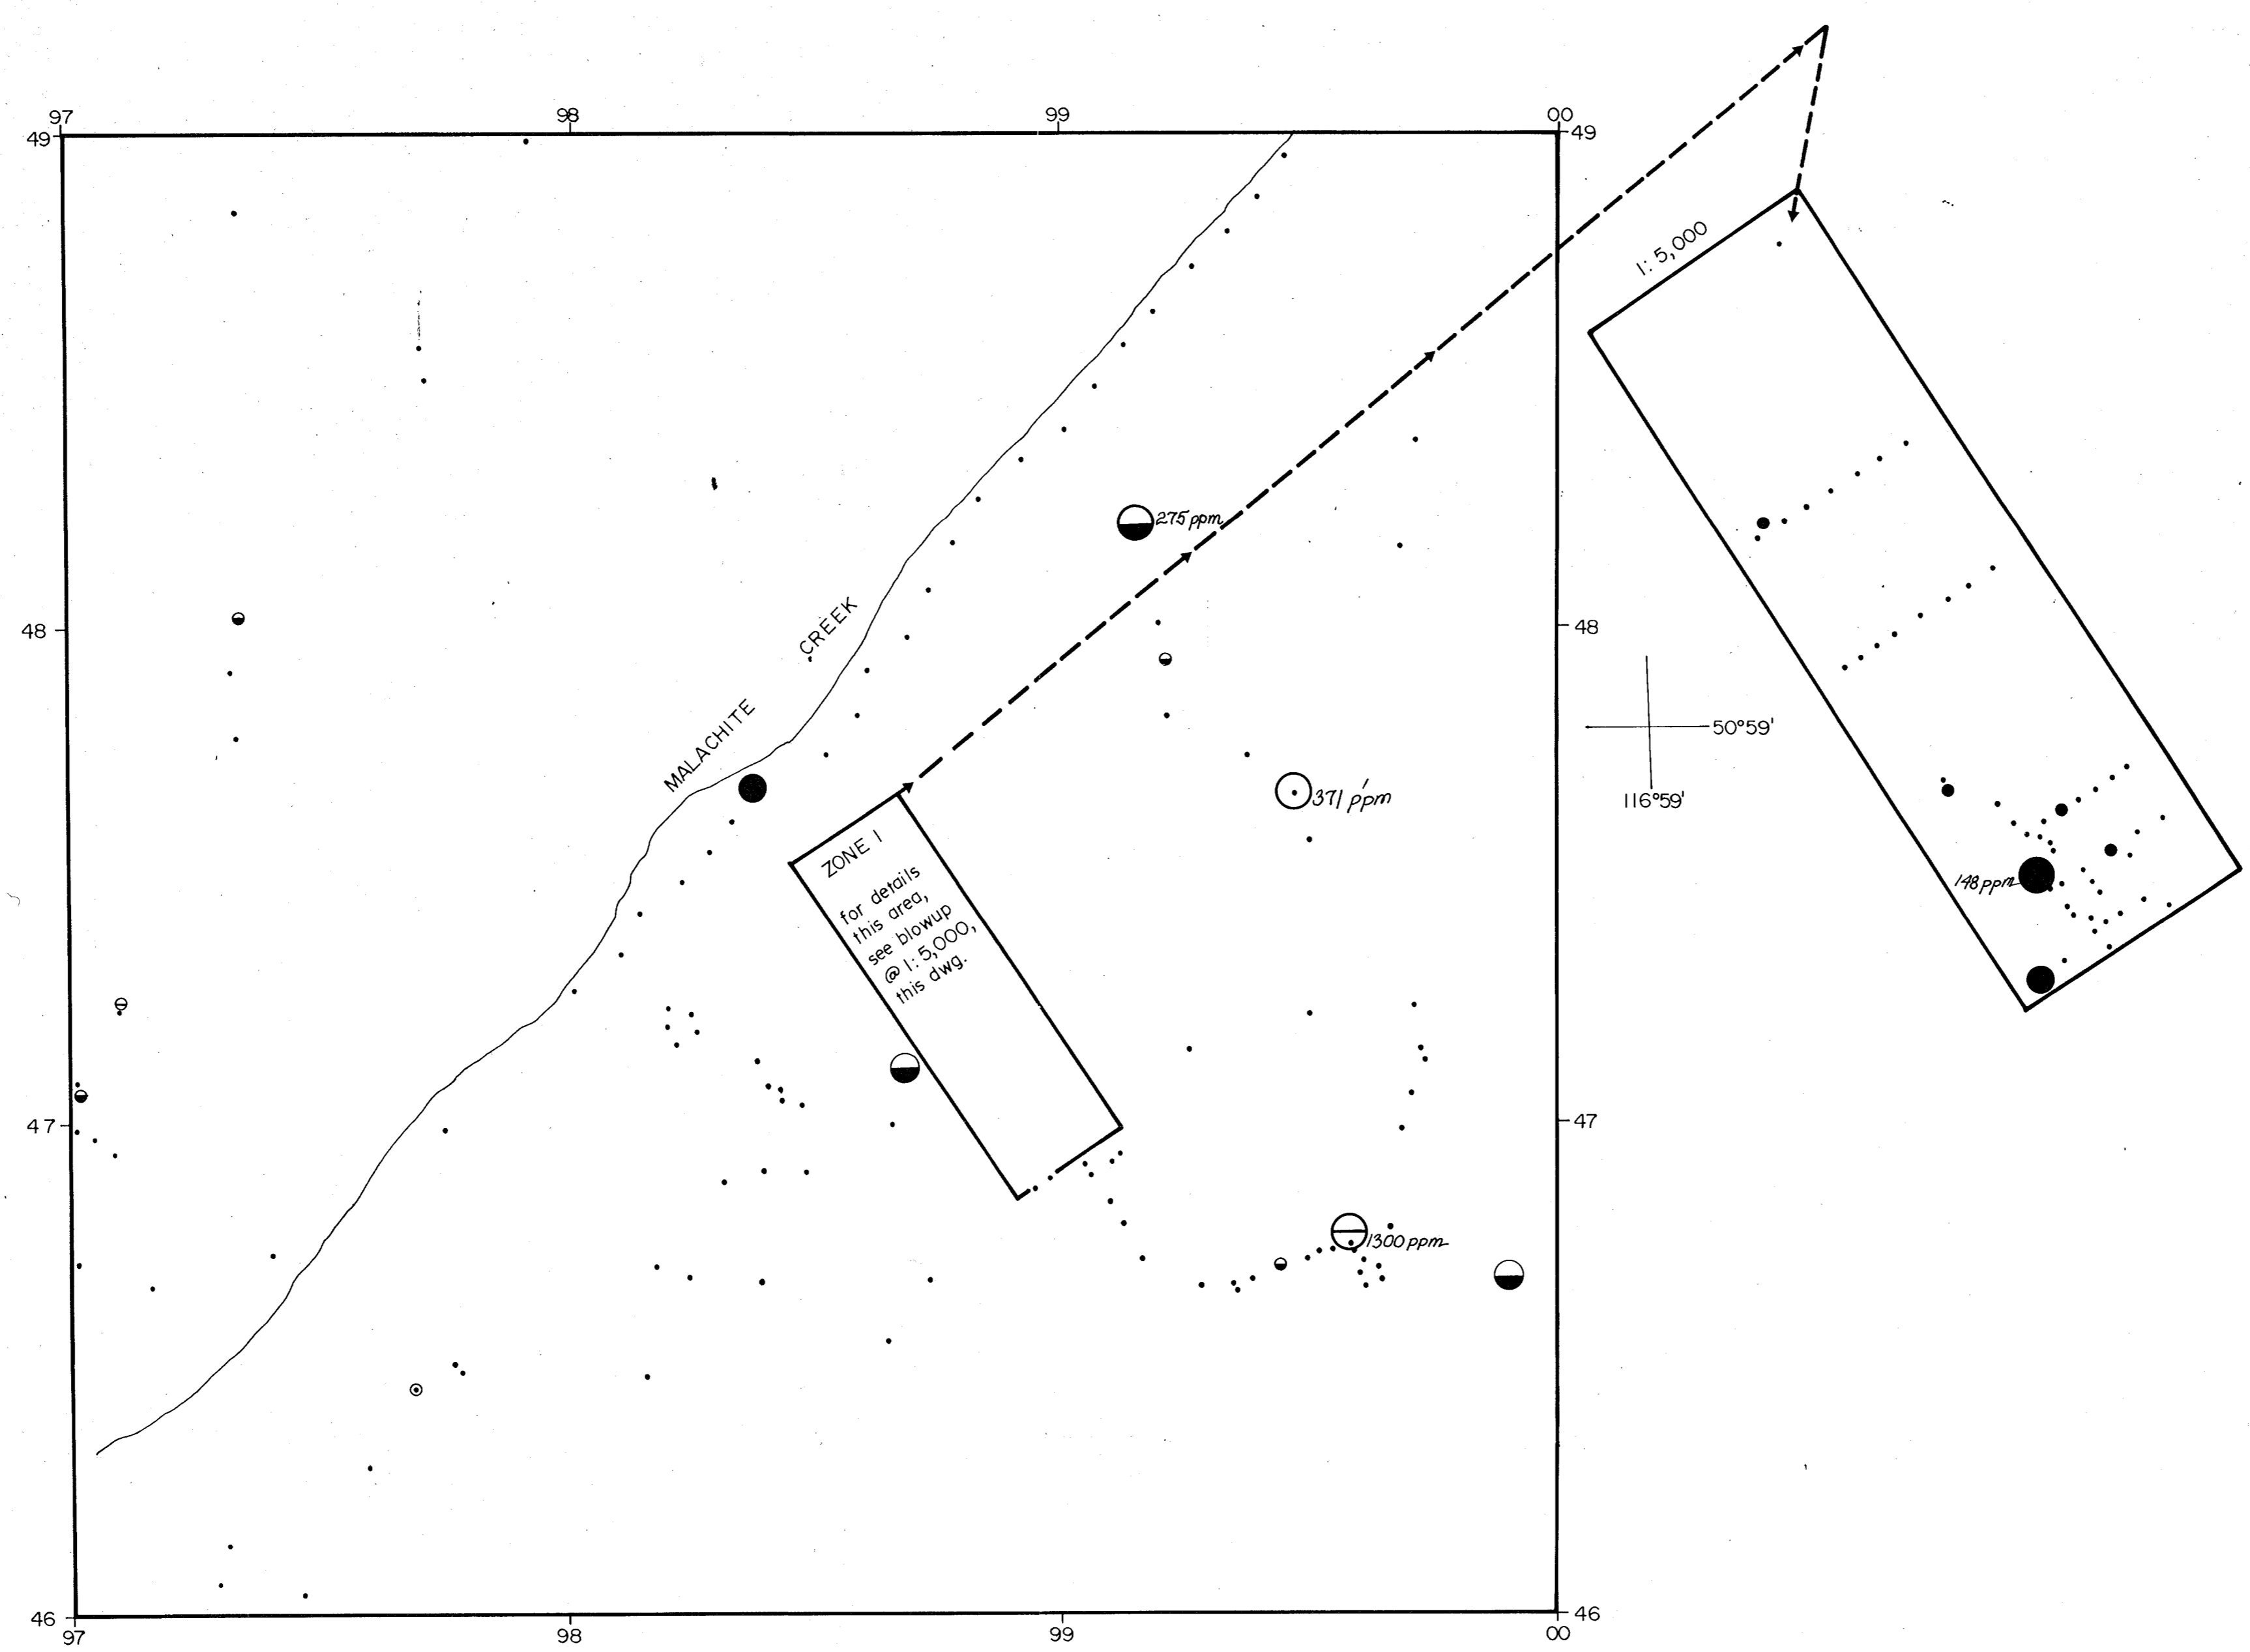 97
98
99
00
49
49
1: 5,000
275 ppm
CREEK
48
48
MALACHITE
50°59'
116°59'
371 ppm
ZONE 1
for details
this area,
see blowup
@ 1: 5,000,
this dwg.
148 ppm
47
47
1300 ppm
46
46
97
98
99
00